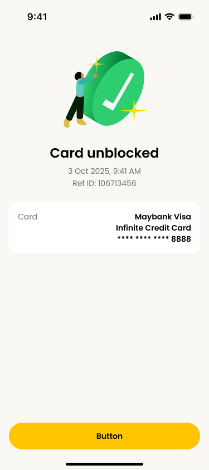 9:41
Card unblocked
3 Oct 2025, 9:41 AM
Ref ID: 106713456
Card
Maybank Visa
Infinite Credit Card
**** **** **** 8888
Button